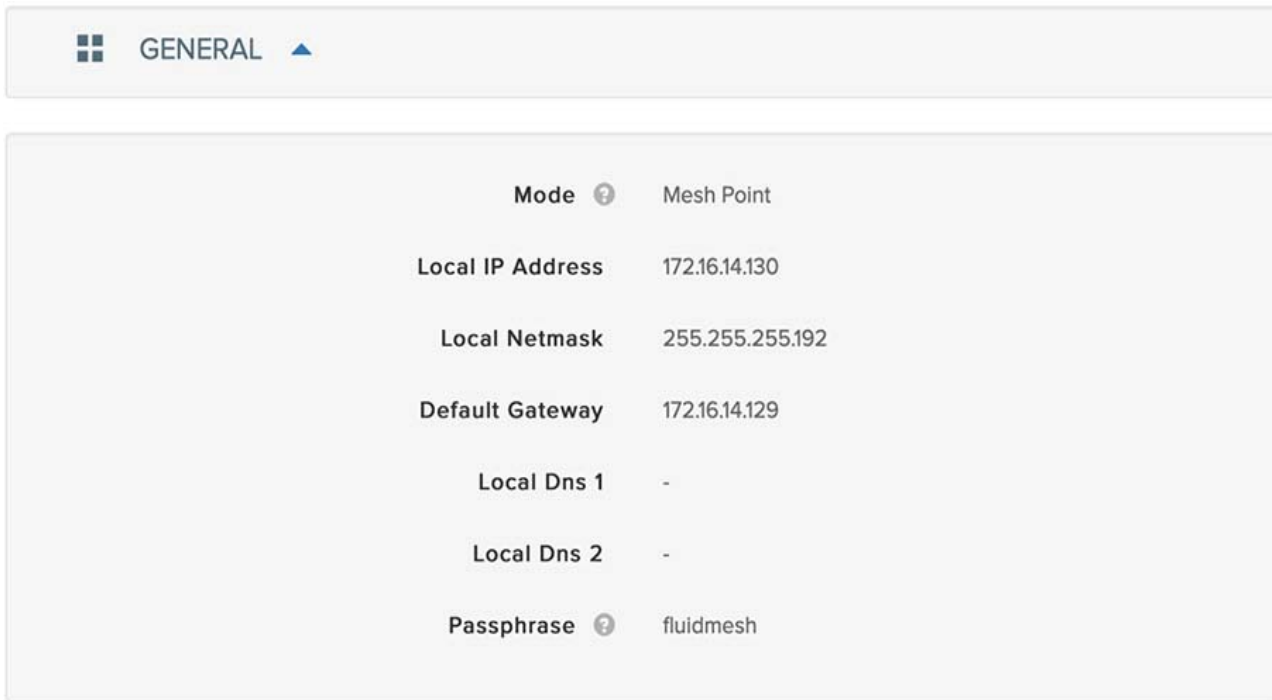 GENERAL
Mode ? Mesh Point
Local IP Address 172.16.14.130
Local Netmask 255.255.255.192
Default Gateway 172.16.14.129
Local Dns 1 -
Local Dns 2 -
Passphrase ? fluidmesh